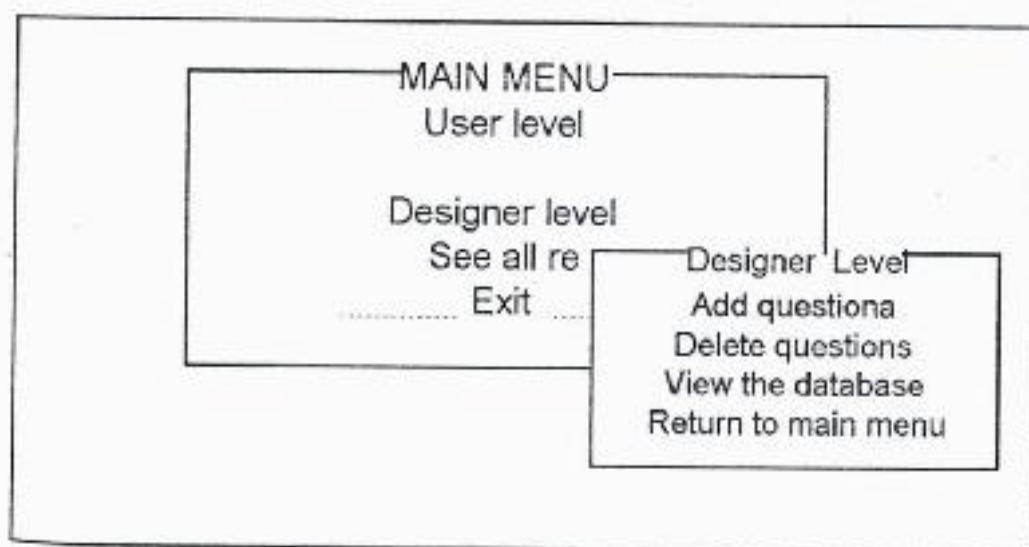 MAIN MENU
User level
Designer level
See all re
Exit
Designer Level
Add questiona
Delete questions
View the database
Return to main menu